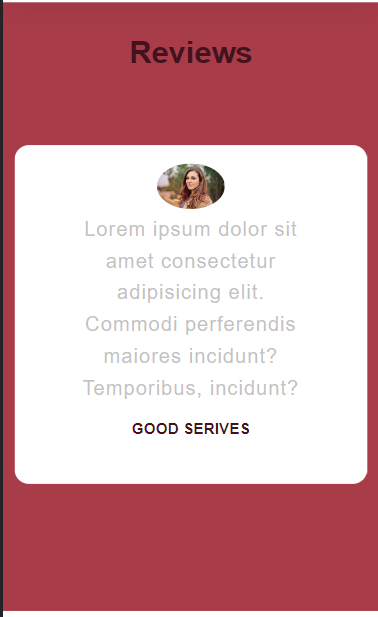 Reviews
Lorem ipsum dolor sit
amet consectetur
adipisicing elit.
Commodi perferendis
maiores incidunt?
Temporibus, incidunt?
GOOD SERIVES